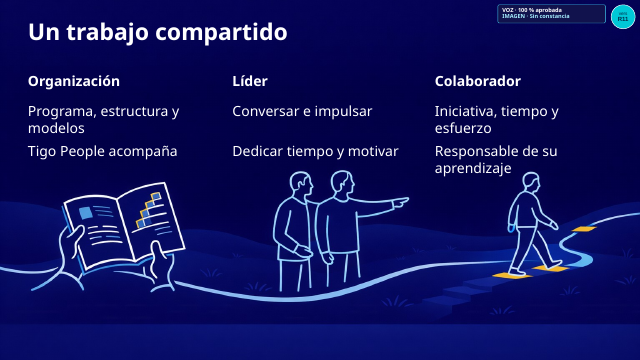 VOZ · 100 % aprobada
IMAGEN · Sin constancia
R11
Un trabajo compartido
Organización
Programa, estructura y
modelos
Tigo People acompaña
Líder
Conversar e impulsar
Dedicar tiempo y motivar
Colaborador
Iniciativa, tiempo y
esfuerzo
Responsable de su
aprendizaje